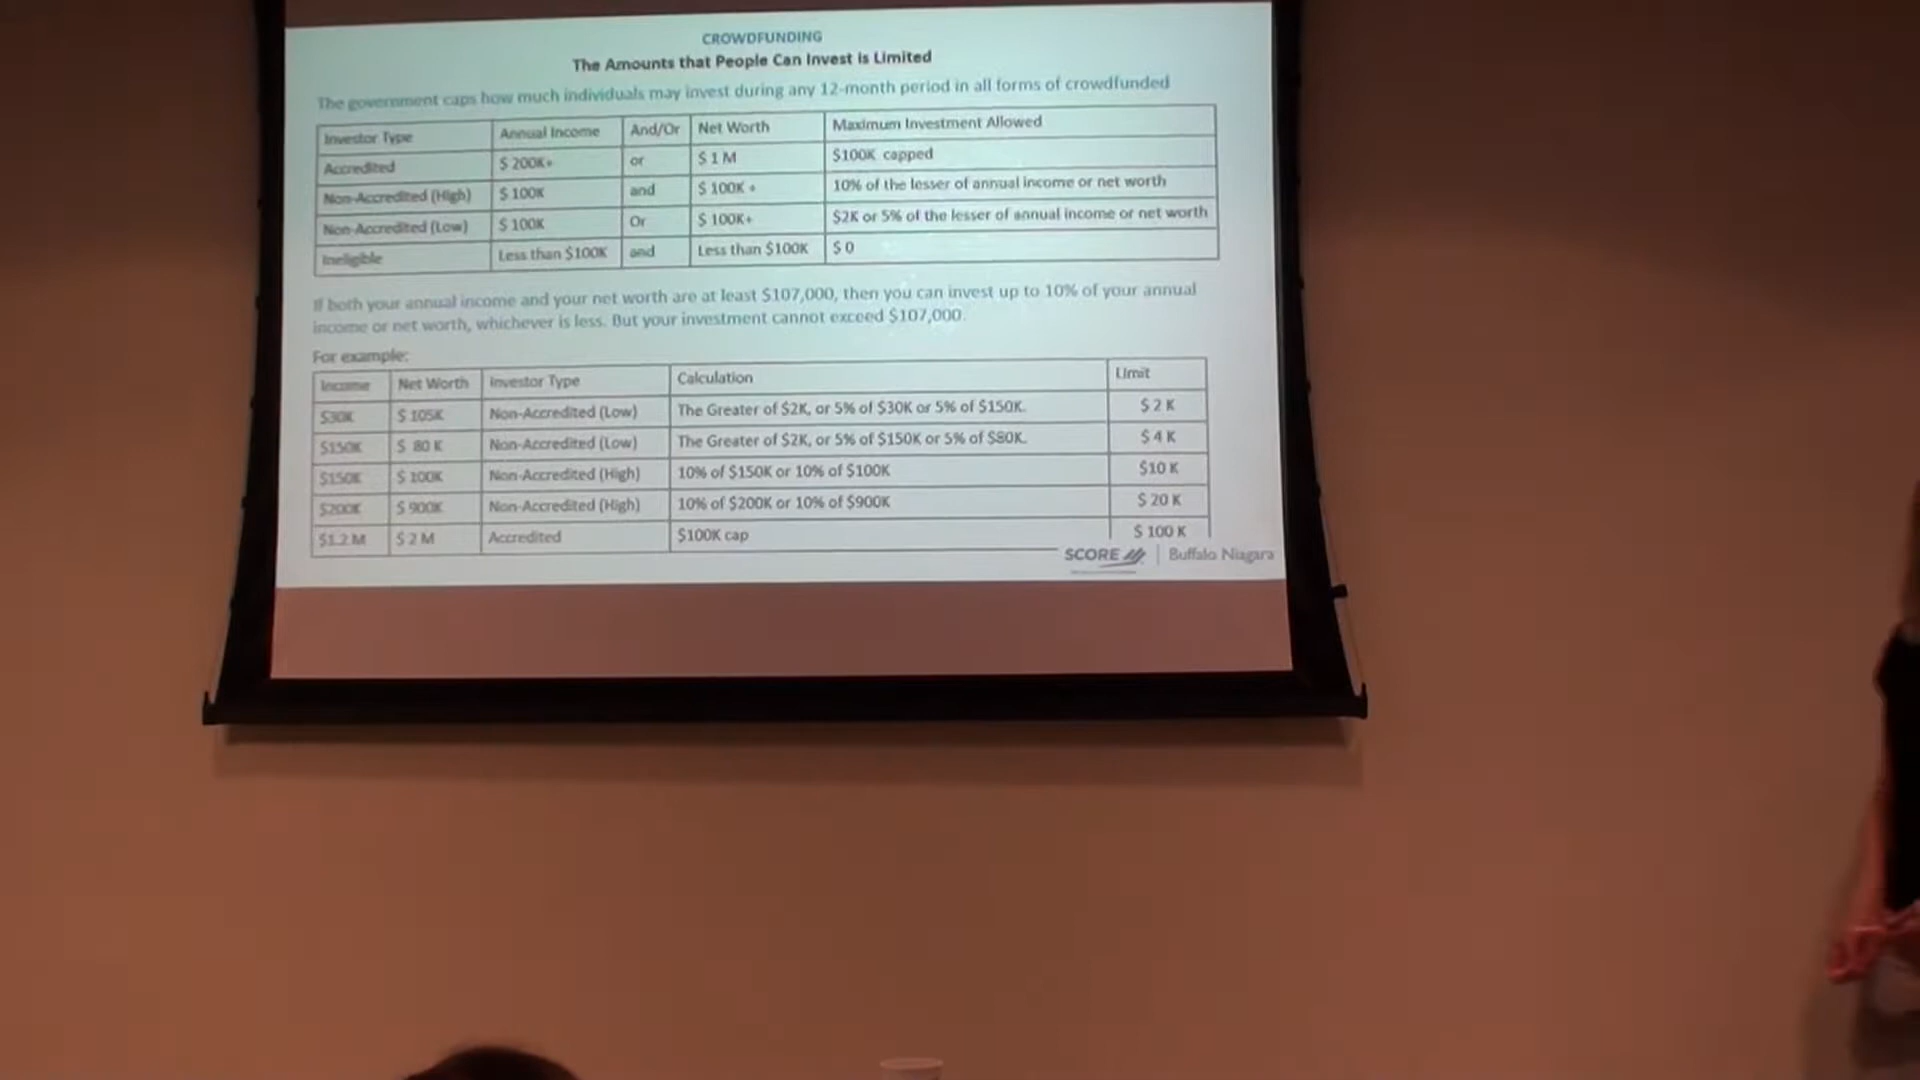 CROWDFUNDING
The Amounts that People Can Invest is Limited
The government caps how much individuals may invest during any 12-month period in all forms of crowdfunded
Investor Type Annual Income And/Or Net Worth Maximum Investment Allowed
Accredited $ 200K+ or $ 1 M $100K capped
Non-Accredited (High) $ 100K and $ 100K + 10% of the lesser of annual income or net worth
Non-Accredited (Low) $ 100K Or $ 100K+ $2K or 5% of the lesser of annual income or net worth
Ineligible Less than $100K and Less than $100K $ 0
If both your annual income and your net worth are at least $107,000, then you can invest up to 10% of your annual
income or net worth, whichever is less. But your investment cannot exceed $107,000.
For example:
Income Net Worth Investor Type Calculation Limit
$30K $ 105K Non-Accredited (Low) The Greater of $2K, or 5% of $30K or 5% of $150K. $ 2 K
$150K $ 80 K Non-Accredited (Low) The Greater of $2K, or 5% of $150K or 5% of $80K. $ 4 K
$150K $ 100K Non-Accredited (High) 10% of $150K or 10% of $100K $10 K
$200K $ 900K Non-Accredited (High) 10% of $200K or 10% of $900K $ 20 K
$1.2 M $ 2 M Accredited $100K cap $ 100 K
SCORE Buffalo Niagara